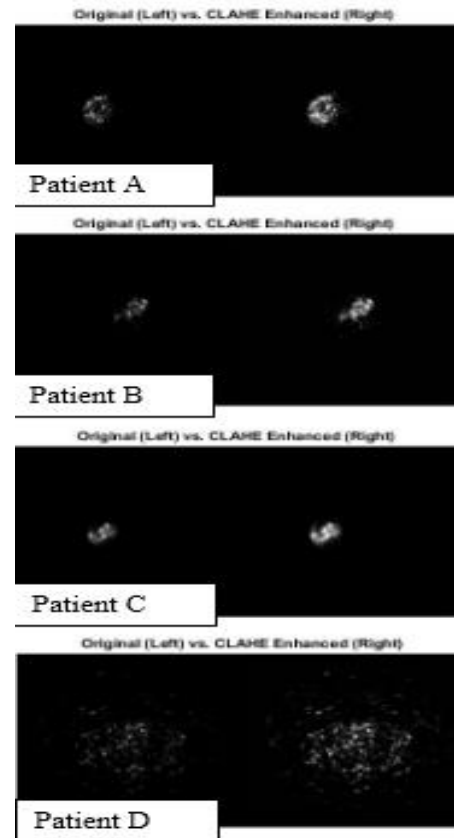 Original (Left) vs. CLAHE Enhanced (Right)
Patient A
Original (Left) vs. CLAHE Enhanced (Right)
Patient B
Original (Left) vs. CLAHE Enhanced (Right)
Patient C
Original (Left) vs. CLAHE Enhanced (Right)
Patient D